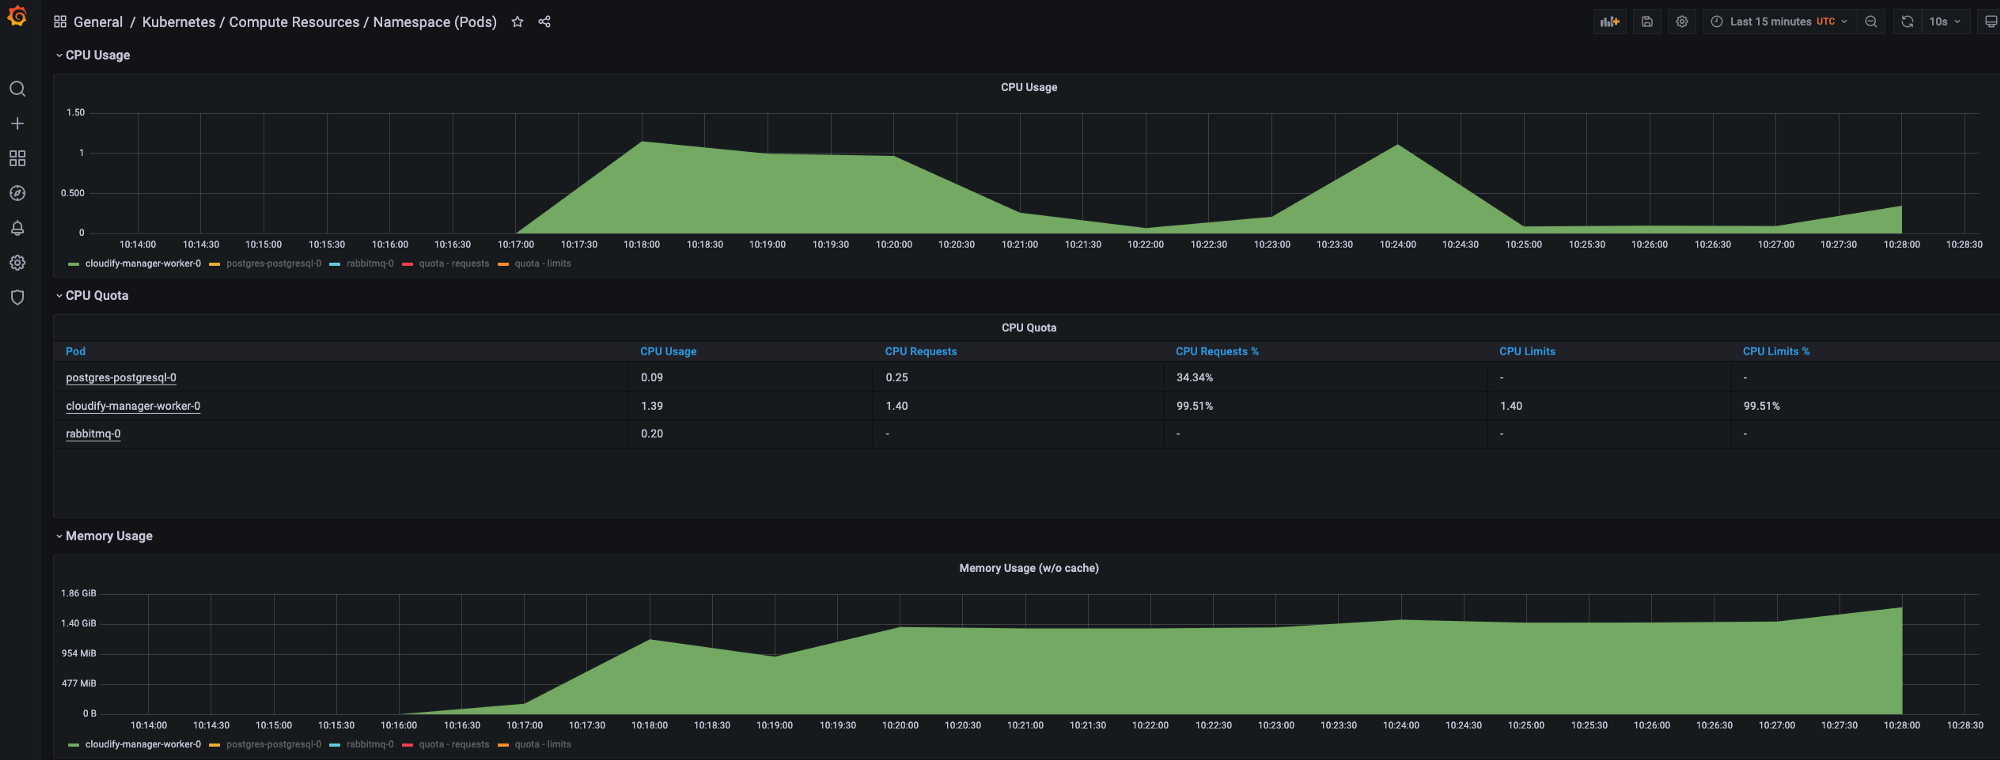 General / Kubernetes / Compute Resources / Namespace (Pods)
Last 15 minutes UTC
10s
CPU Usage
CPU Usage
1.50
1
0.500
0
10:14:00 10:14:30 10:15:00 10:15:30 10:16:00 10:16:30 10:17:00 10:17:30 10:18:00 10:18:30 10:19:00 10:19:30 10:20:00 10:20:30 10:21:00 10:21:30 10:22:00 10:22:30 10:23:00 10:23:30 10:24:00 10:24:30 10:25:00 10:25:30 10:26:00 10:26:30 10:27:00 10:27:30 10:28:00 10:28:30
cloudify-manager-worker-0 postgres-postgresql-0 rabbitmq-0 quota - requests quota - limits
CPU Quota
CPU Quota
Pod CPU Usage CPU Requests CPU Requests % CPU Limits CPU Limits %
postgres-postgresql-0 0.09 0.25 34.34% - -
cloudify-manager-worker-0 1.39 1.40 99.51% 1.40 99.51%
rabbitmq-0 0.20 - - - -
Memory Usage
Memory Usage (w/o cache)
1.86 GiB
1.40 GiB
954 MiB
477 MiB
0 B
10:14:00 10:14:30 10:15:00 10:15:30 10:16:00 10:16:30 10:17:00 10:17:30 10:18:00 10:18:30 10:19:00 10:19:30 10:20:00 10:20:30 10:21:00 10:21:30 10:22:00 10:22:30 10:23:00 10:23:30 10:24:00 10:24:30 10:25:00 10:25:30 10:26:00 10:26:30 10:27:00 10:27:30 10:28:00 10:28:30
cloudify-manager-worker-0 postgres-postgresql-0 rabbitmq-0 quota - requests quota - limits